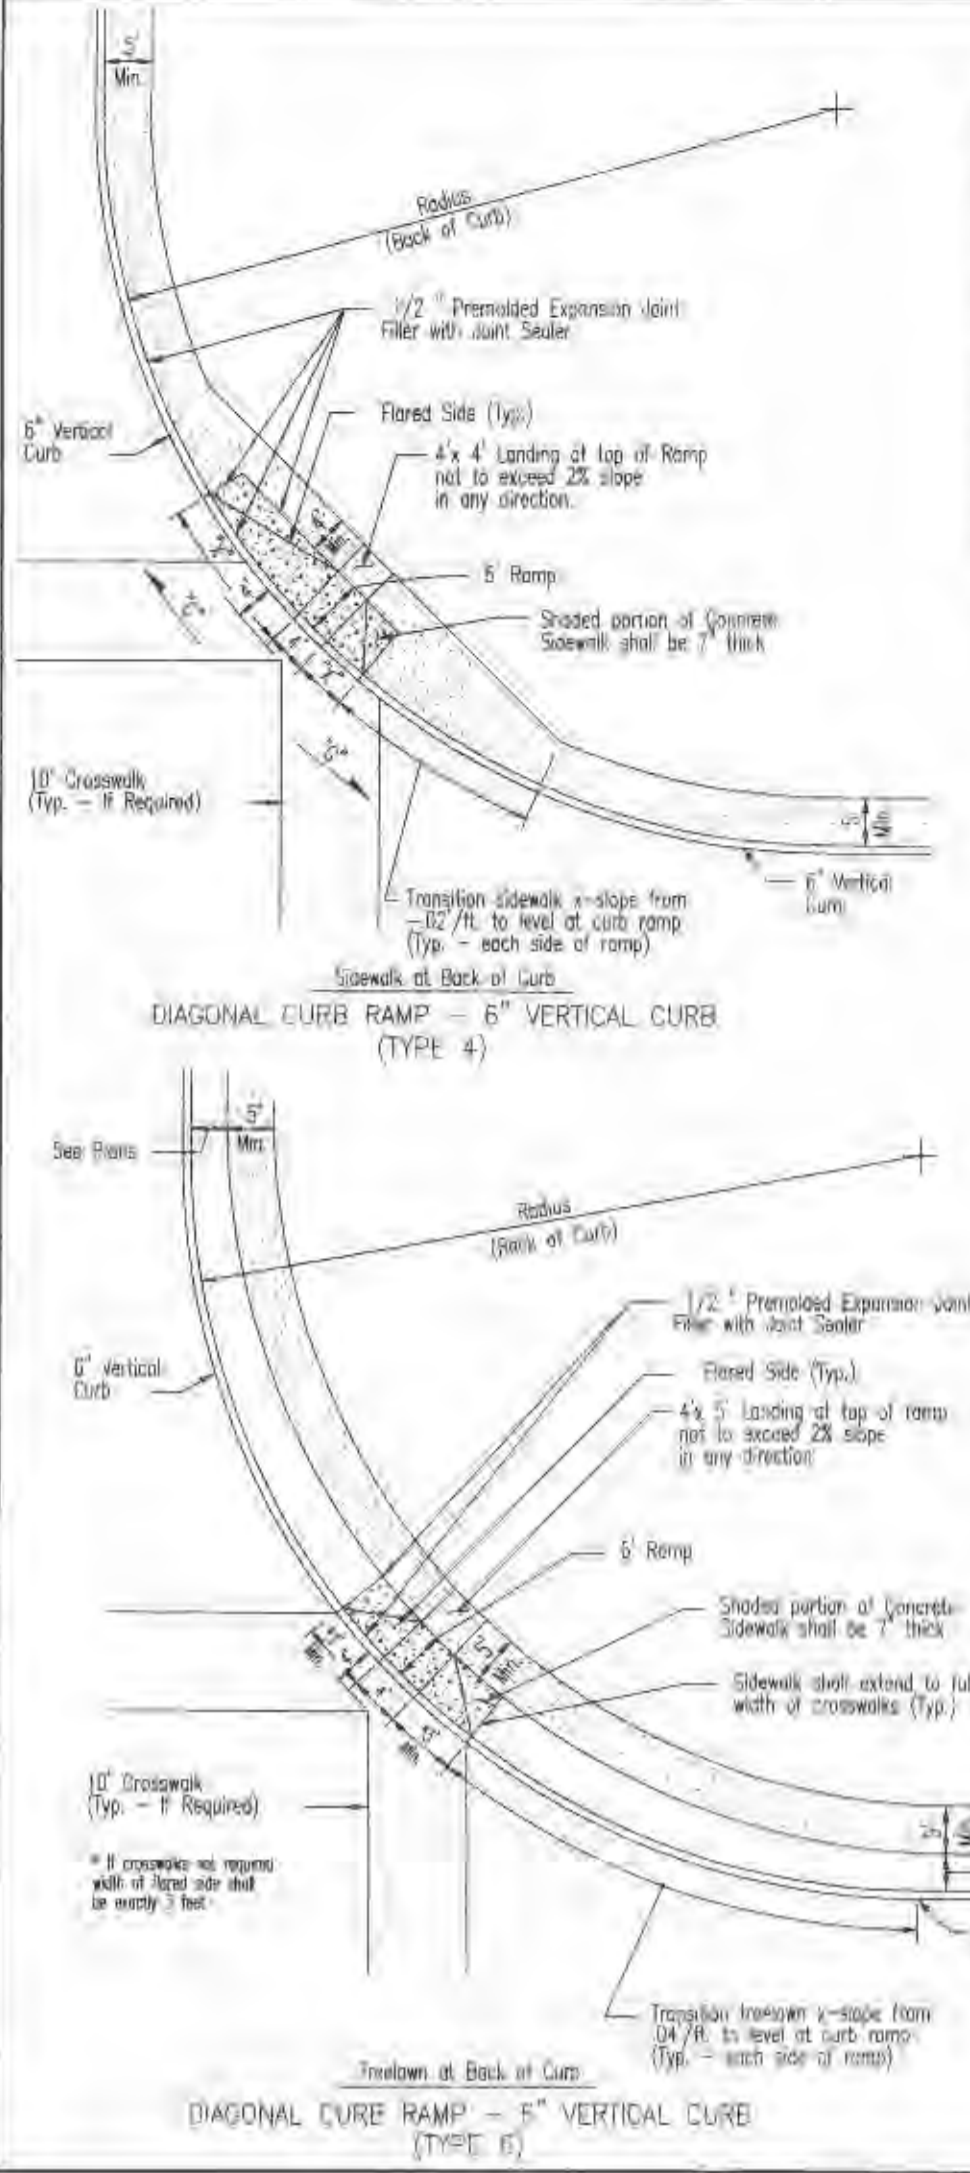 5'
Min.
Radius
(Back of Curb)
1/2 " Premolded Expansion Joint
Filler with Joint Sealer
Flared Side (Typ.)
6" Vertical
Curb
4'x 4' Landing at top of Ramp
not to exceed 2% slope
in any direction.
4'
Min.
Ramp
Shaded portion of Concrete
Sidewalk shall be 7" thick
4'
10' Crosswalk
(Typ. - If Required)
5'
Min.
6" Vertical
Curb
Transition sidewalk x-slope from
.02'/ft. to level at curb ramp
(Typ. - each side of ramp)
Sidewalk at Back of Curb
DIAGONAL CURB RAMP - 6" VERTICAL CURB
(TYPE 4)
5'
Min.
See Plans
Radius
(Back of Curb)
1/2 " Premolded Expansion Joint
Filler with Joint Sealer
6" Vertical
Curb
Flared Side (Typ.)
4'x 5' Landing at top of ramp
not to exceed 2% slope
in any direction
Ramp
Shaded portion of Concrete
Sidewalk shall be 7" thick
Min.
5'
Min.
4'
Sidewalk shall extend to
width of crosswalks (Typ.)
Min.
10' Crosswalk
(Typ. - If Required)
* If crosswalks not required
width of flared side shall
be exactly 3 feet.
5'
Transition treelawn x-slope from
.04'/ft. to level at curb ramp
(Typ. - each side of ramp)
Treelawn at Back of Curb
DIAGONAL CURB RAMP - 6" VERTICAL CURB
(TYPE 6)